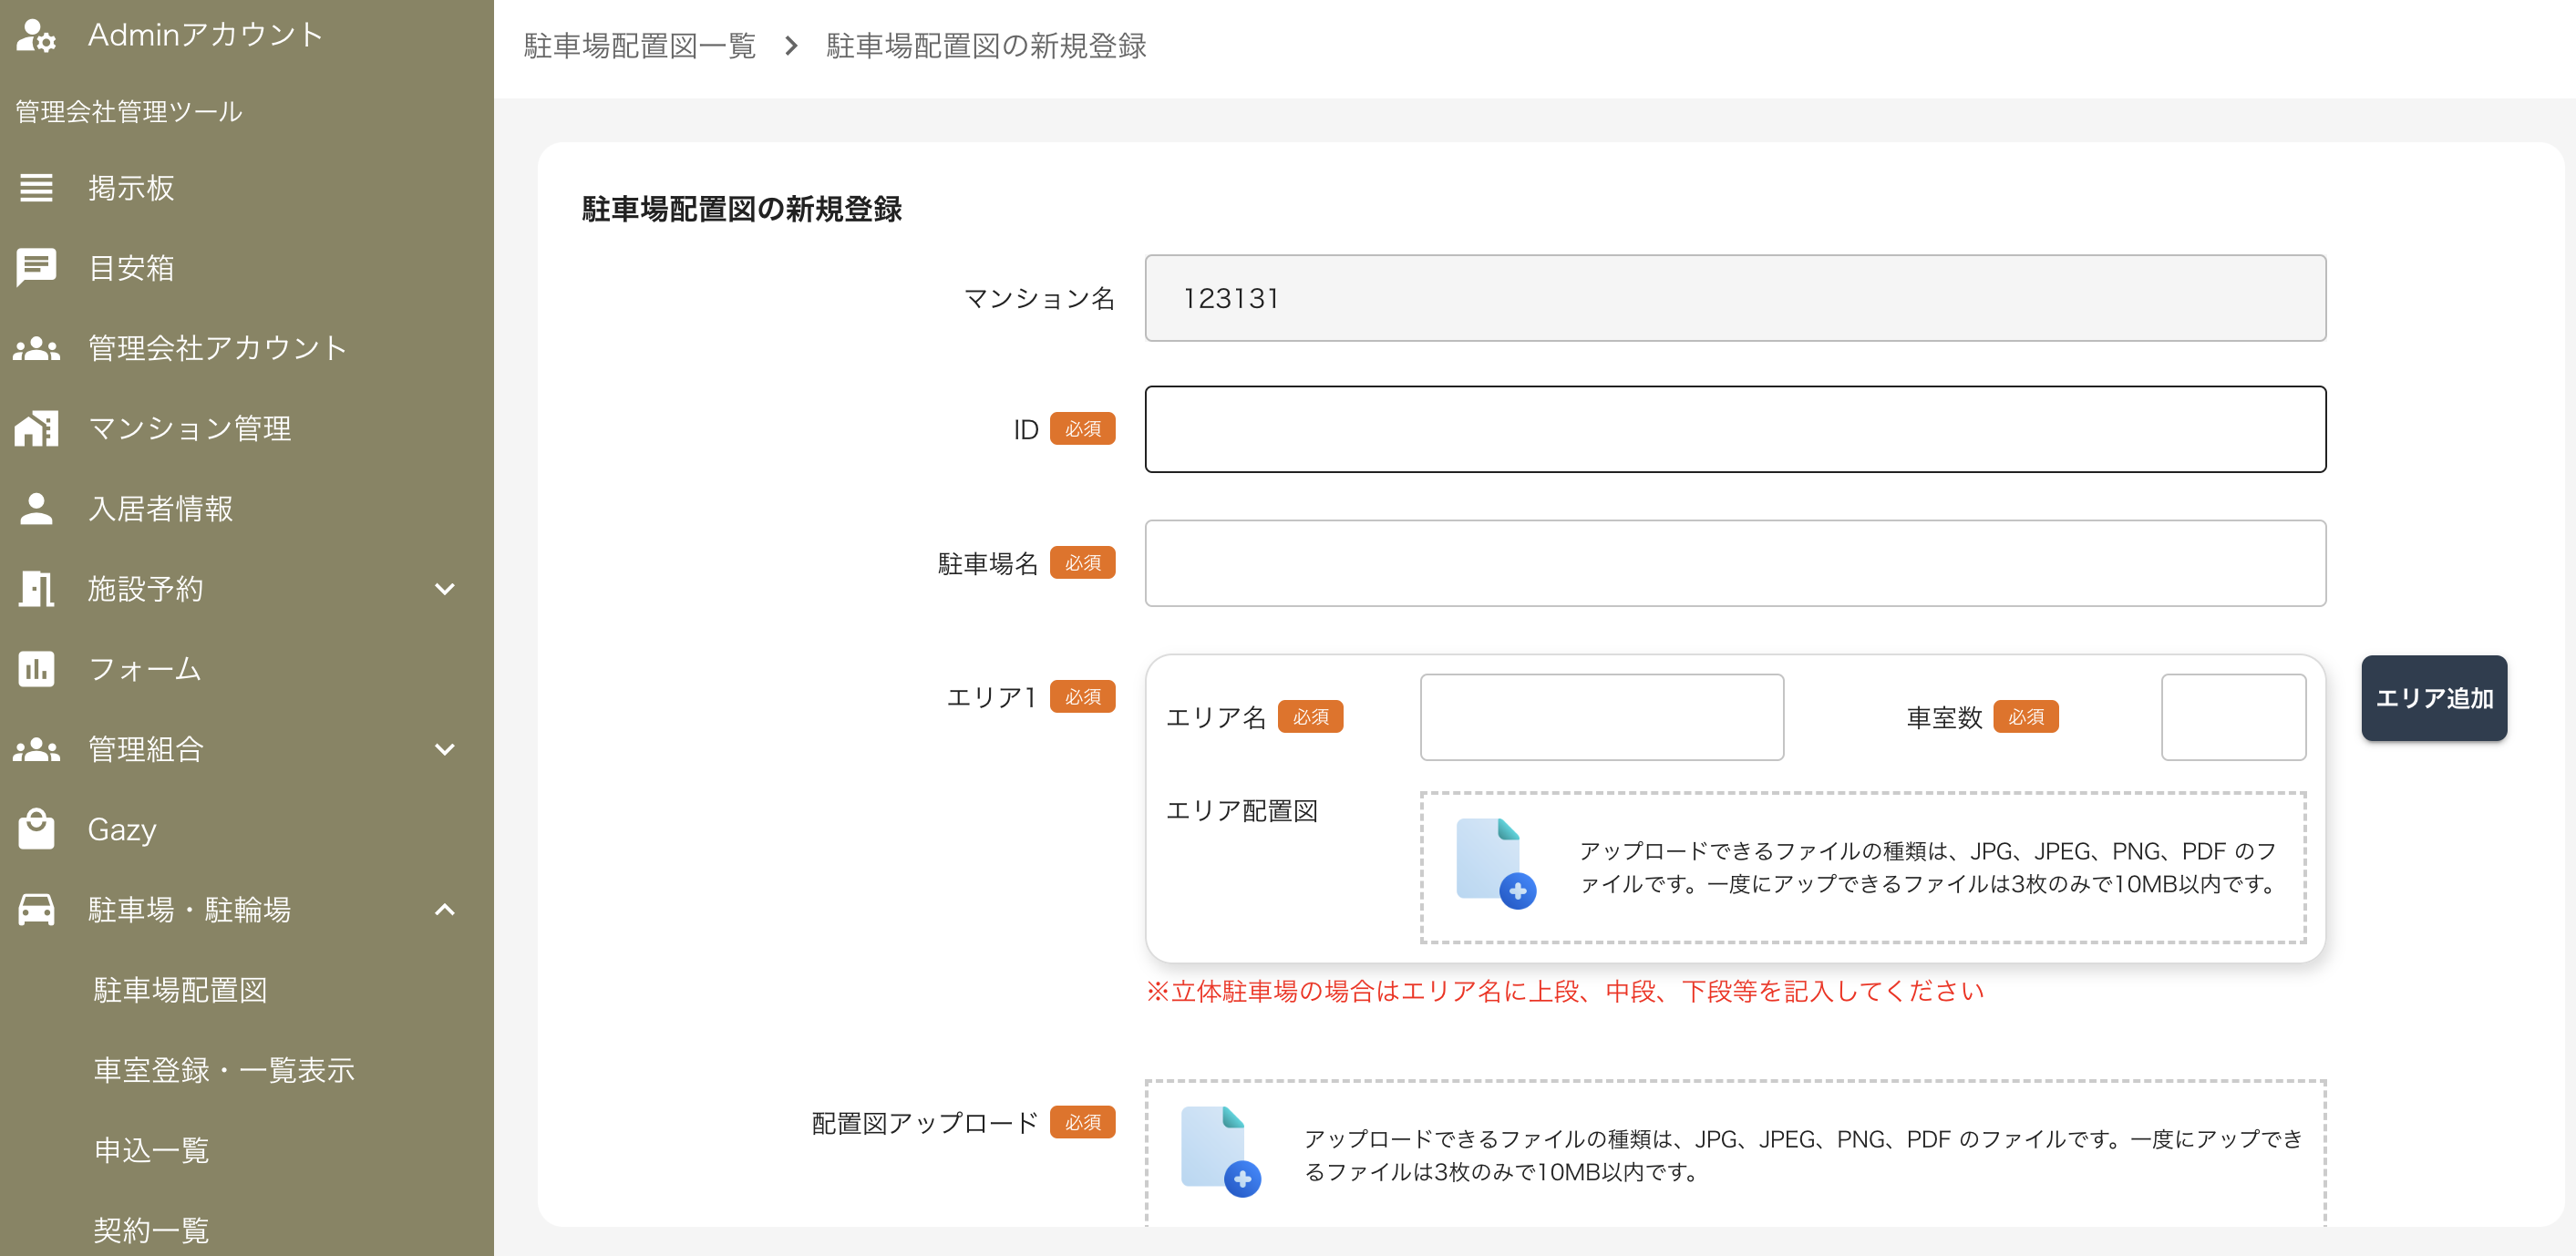 Adminアカウント
管理会社管理ツール
掲示板
目安箱
管理会社アカウント
マンション管理
入居者情報
施設予約
フォーム
管理組合
Gazy
駐車場・駐輪場
駐車場配置図
車室登録・一覧表示
申込一覧
契約一覧
駐車場配置図一覧 > 駐車場配置図の新規登録
駐車場配置図の新規登録
マンション名 123131
ID 必須
駐車場名 必須
エリア1 必須
エリア名 必須 車室数 必須
エリア追加
エリア配置図
アップロードできるファイルの種類は、JPG、JPEG、PNG、PDF のフ
ァイルです。一度にアップできるファイルは3枚のみで10MB以内です。
※立体駐車場の場合はエリア名に上段、中段、下段等を記入してください
配置図アップロード 必須
アップロードできるファイルの種類は、JPG、JPEG、PNG、PDF のファイルです。一度にアップでき
るファイルは3枚のみで10MB以内です。